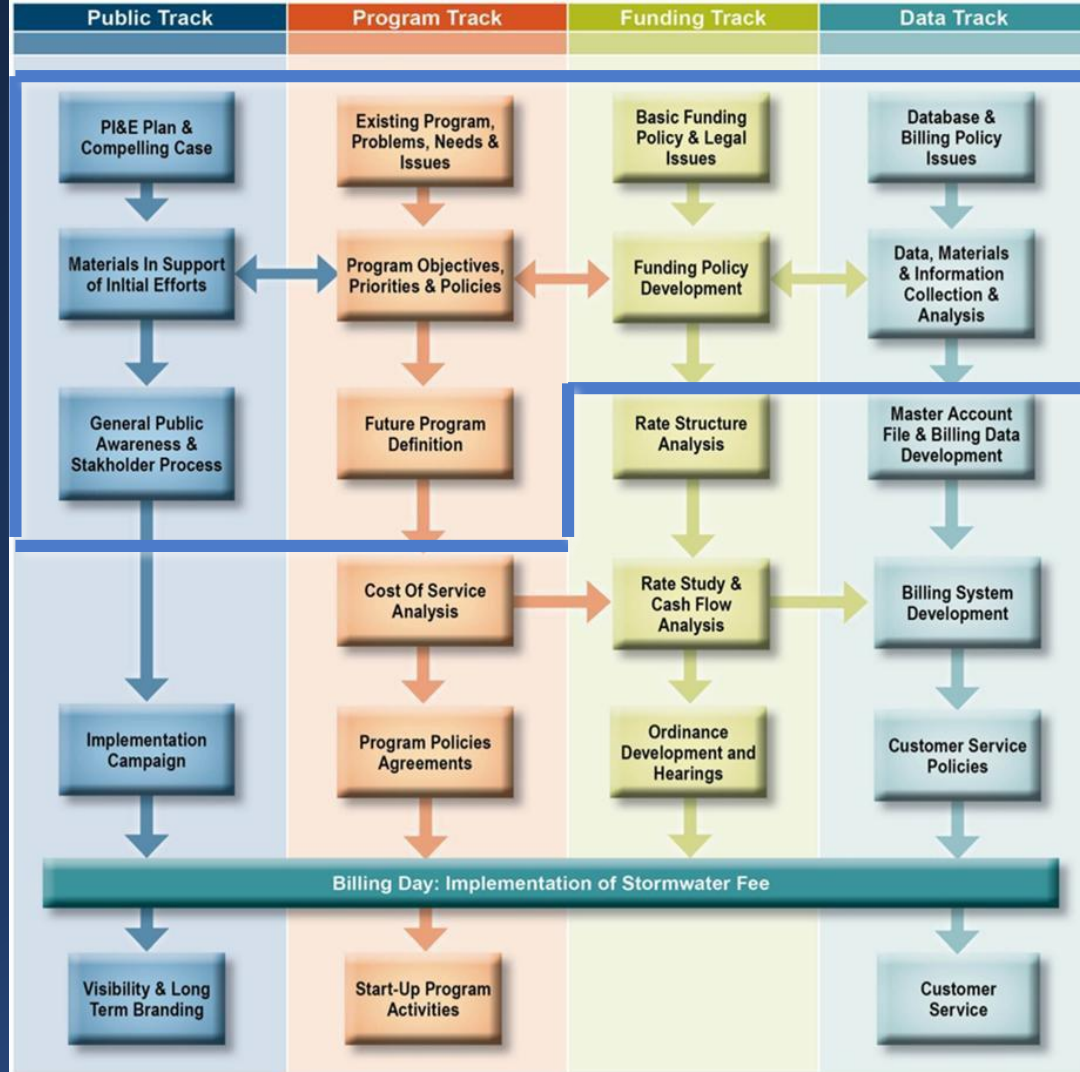 Public Track
Program Track
Funding Track
Data Track
PI&E Plan &
Compelling Case
Existing Program,
Problems, Needs &
Issues
Basic Funding
Policy & Legal
Issues
Database &
Billing Policy
Issues
Materials In Support
of Initial Efforts
Program Objectives,
Priorities & Policies
Funding Policy
Development
Data, Materials
& Information
Collection &
Analysis
General Public
Awareness &
Stakholder Process
Future Program
Definition
Rate Structure
Analysis
Master Account
File & Billing Data
Development
Cost Of Service
Analysis
Rate Study &
Cash Flow
Analysis
Billing System
Development
Implementation
Campaign
Program Policies
Agreements
Ordinance
Development and
Hearings
Customer Service
Policies
Billing Day: Implementation of Stormwater Fee
Visibility & Long
Term Branding
Start-Up Program
Activities
Customer
Service